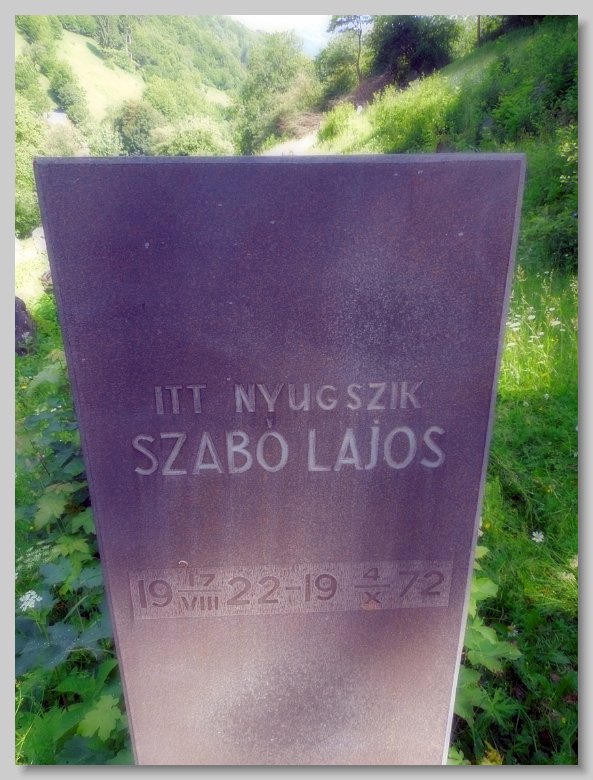 ITT NYUGSZIK
SZABÓ LAJOS
19 17/VIII 22-19 4/X 72